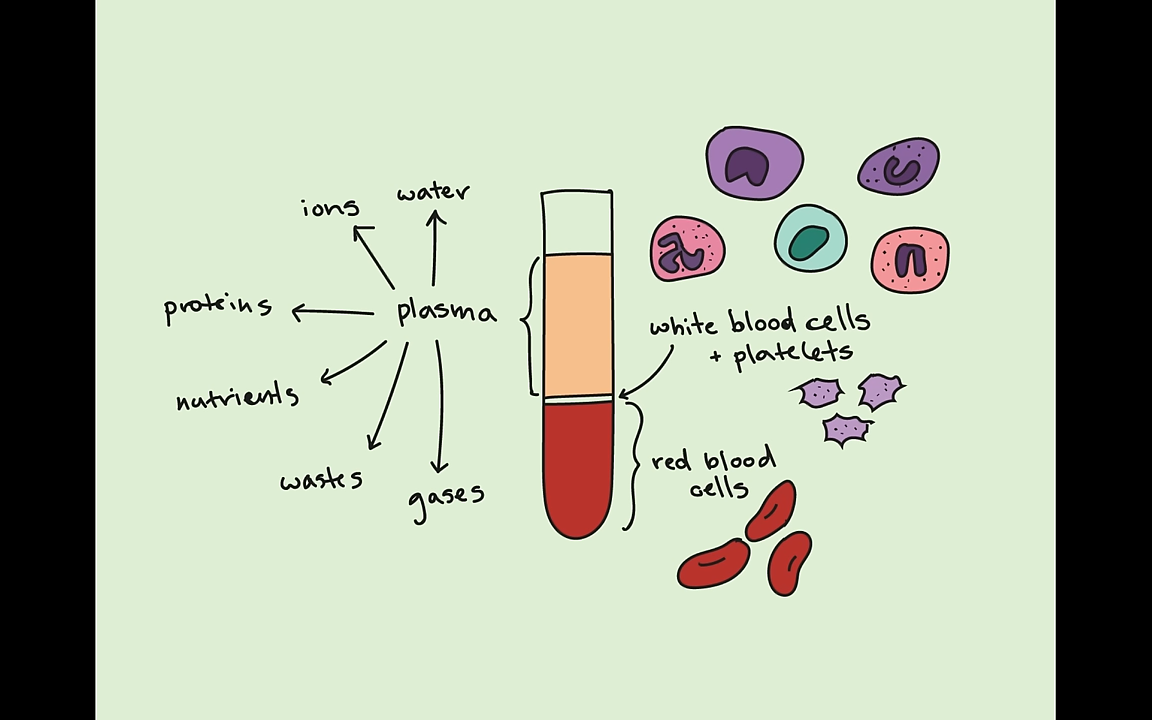 ions
water
proteins
plasma
nutrients
wastes
gases
white blood cells
+ platelets
red blood
cells